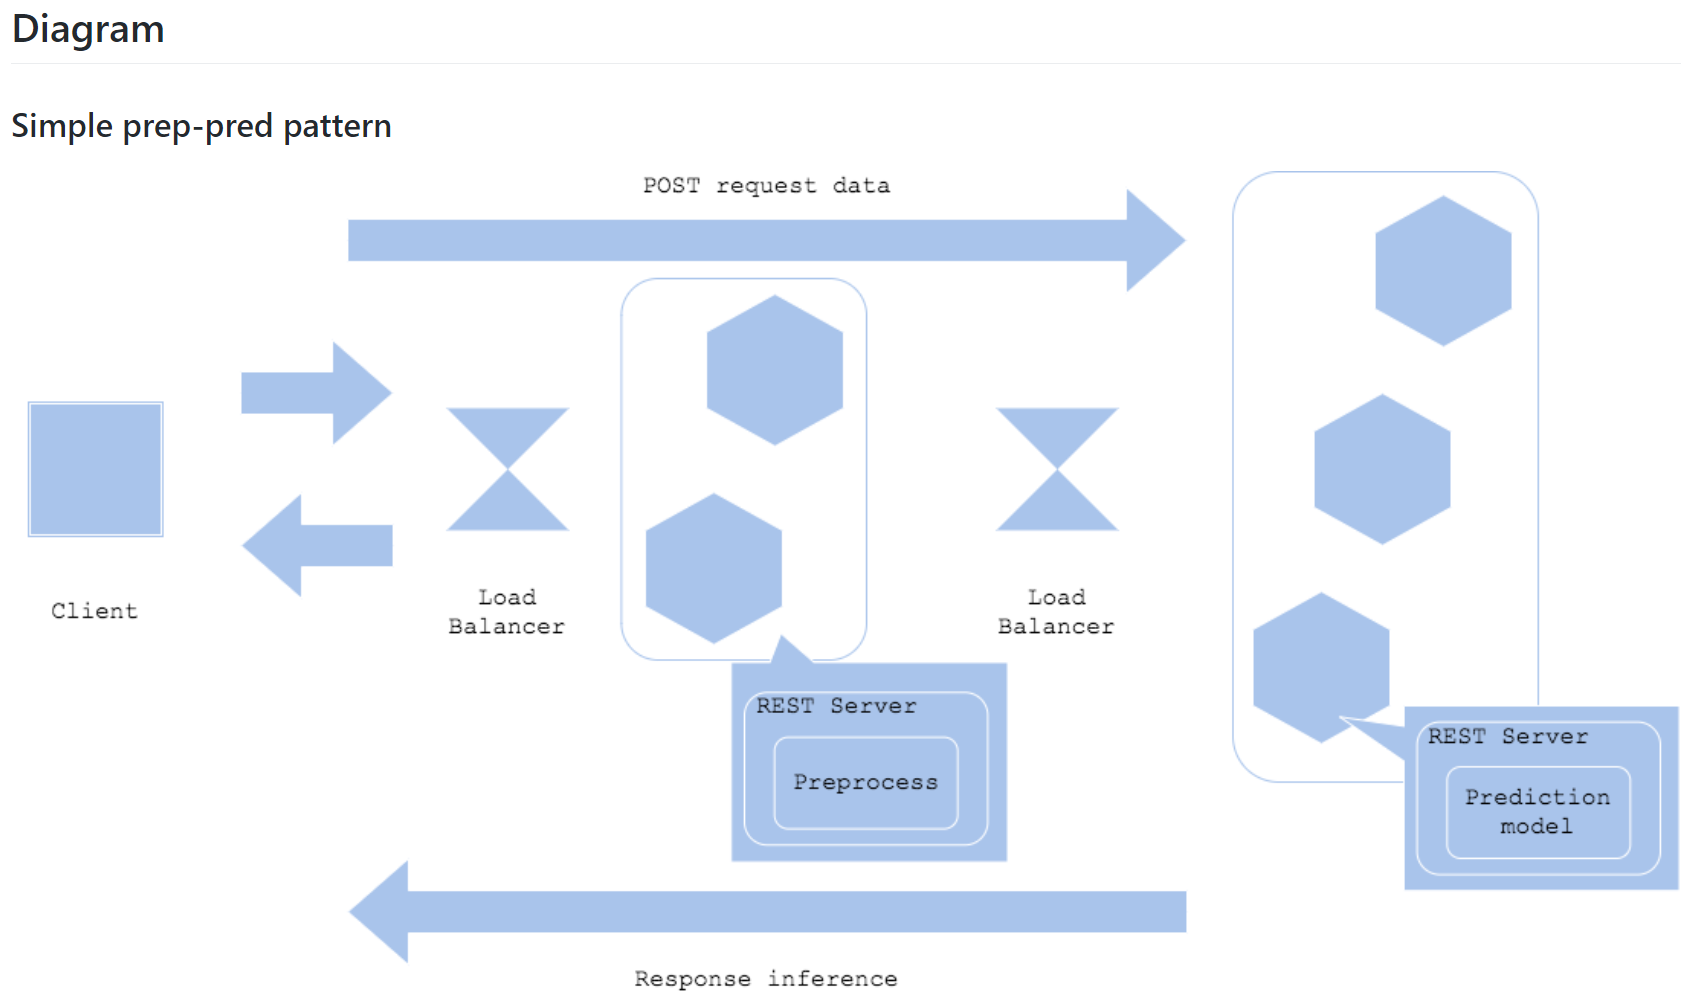 Diagram
Simple prep-pred pattern
POST request data
Client
Load
Balancer
Load
Balancer
REST Server
Preprocess
REST Server
Prediction
model
Response inference